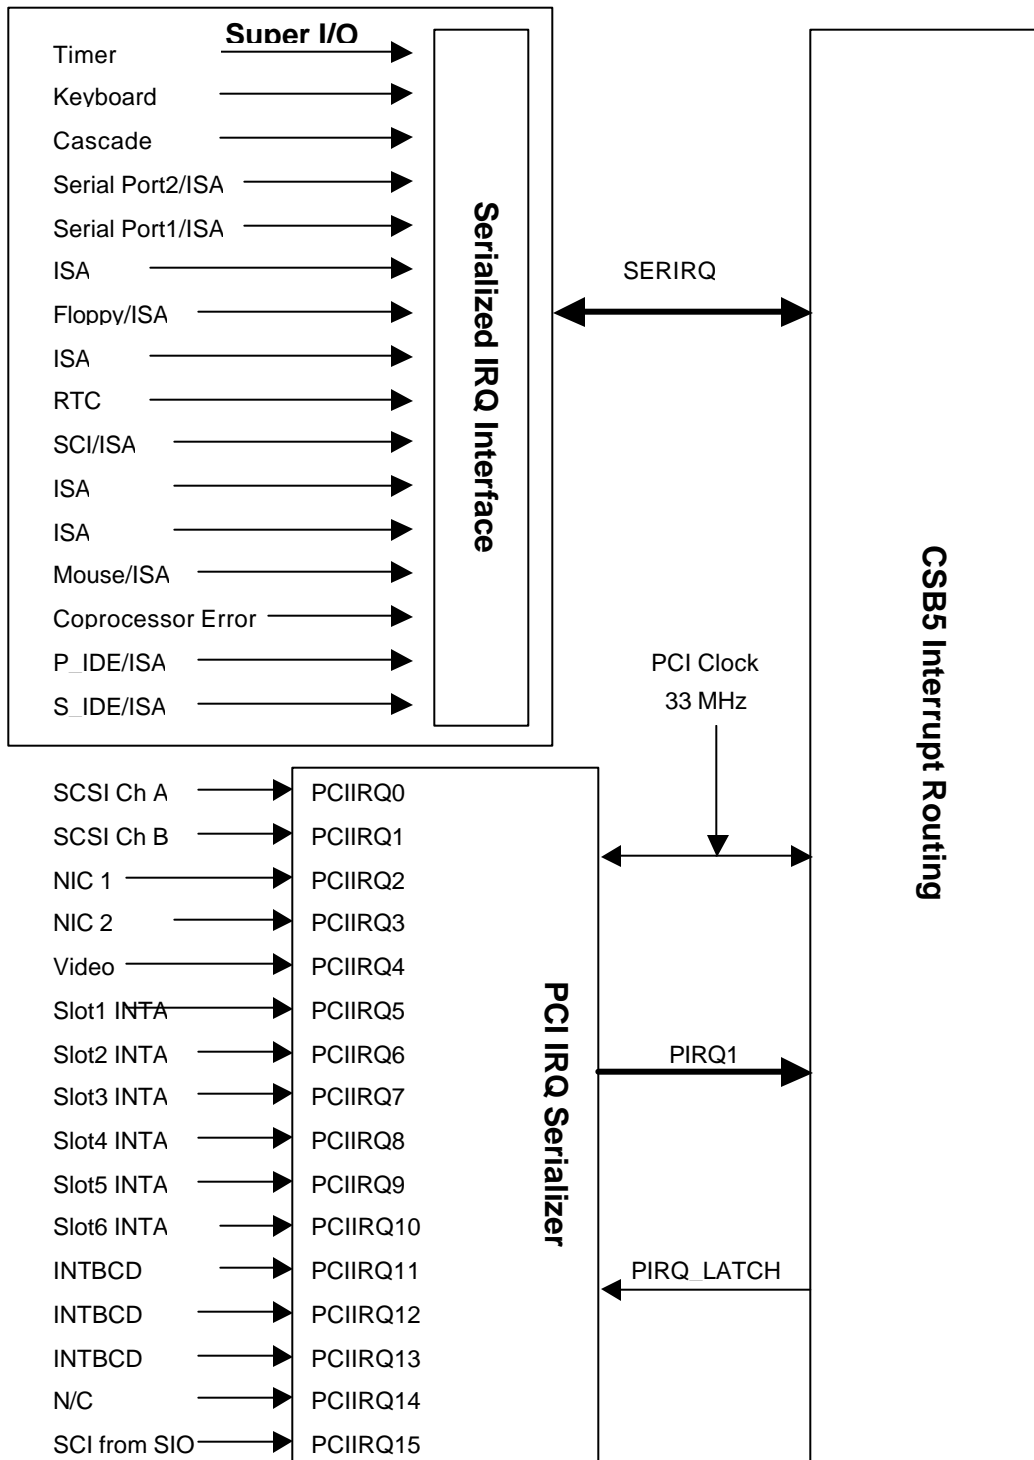 Super I/O
Timer
Keyboard
Cascade
Serial Port2/ISA
Serial Port1/ISA
ISA
Floppy/ISA
ISA
RTC
SCI/ISA
ISA
ISA
Mouse/ISA
Coprocessor Error
P_IDE/ISA
S_IDE/ISA
Serialized IRQ Interface
SERIRQ
CSB5 Interrupt Routing
PCI Clock
33 MHz
SCSI Ch A PCIIRQ0
SCSI Ch B PCIIRQ1
NIC 1 PCIIRQ2
NIC 2 PCIIRQ3
Video PCIIRQ4
Slot1 INTA PCIIRQ5
Slot2 INTA PCIIRQ6
Slot3 INTA PCIIRQ7
Slot4 INTA PCIIRQ8
Slot5 INTA PCIIRQ9
Slot6 INTA PCIIRQ10
INTBCD PCIIRQ11
INTBCD PCIIRQ12
INTBCD PCIIRQ13
N/C PCIIRQ14
SCI from SIO PCIIRQ15
PCI IRQ Serializer
PIRQ1
PIRQ_LATCH